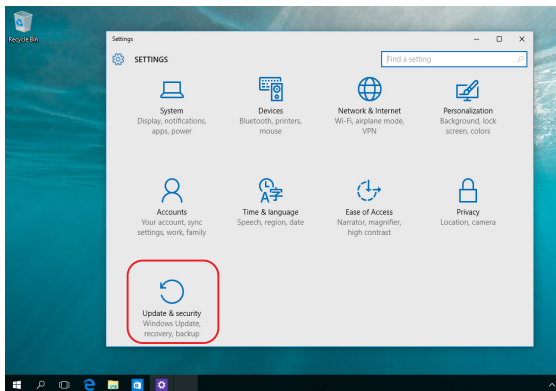 Recycle Bin
Settings
SETTINGS
Find a setting
System
Display, notifications,
apps, power
Devices
Bluetooth, printers,
mouse
Network & Internet
Wi-Fi, airplane mode,
VPN
Personalization
Background, lock
screen, colors
Accounts
Your account, sync
settings, work, family
Time & language
Speech, region, date
Ease of Access
Narrator, magnifier,
high contrast
Privacy
Location, camera
Update & security
Windows Update,
recovery, backup